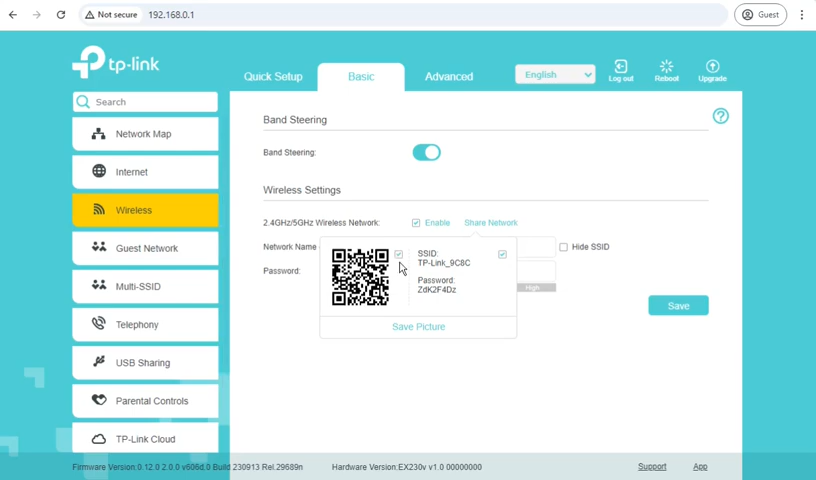 Not secure
192.168.0.1
Guest
tp-link
Quick Setup
Basic
Advanced
English
Log out
Reboot
Upgrade
Search
Network Map
Internet
Wireless
Guest Network
Multi-SSID
Telephony
USB Sharing
Parental Controls
TP-Link Cloud
Band Steering
Band Steering:
Wireless Settings
2.4GHz/5GHz Wireless Network:
Enable
Share Network
Network Name
Hide SSID
Password:
SSID:
TP-Link_9C8C
Password:
ZdK2F4Dz
High
Save Picture
Save
Firmware Version:0.12.0 2.0.0 v606d.0 Build 230913 Rel.29689n
Hardware Version:EX230v v1.0 00000000
Support
App